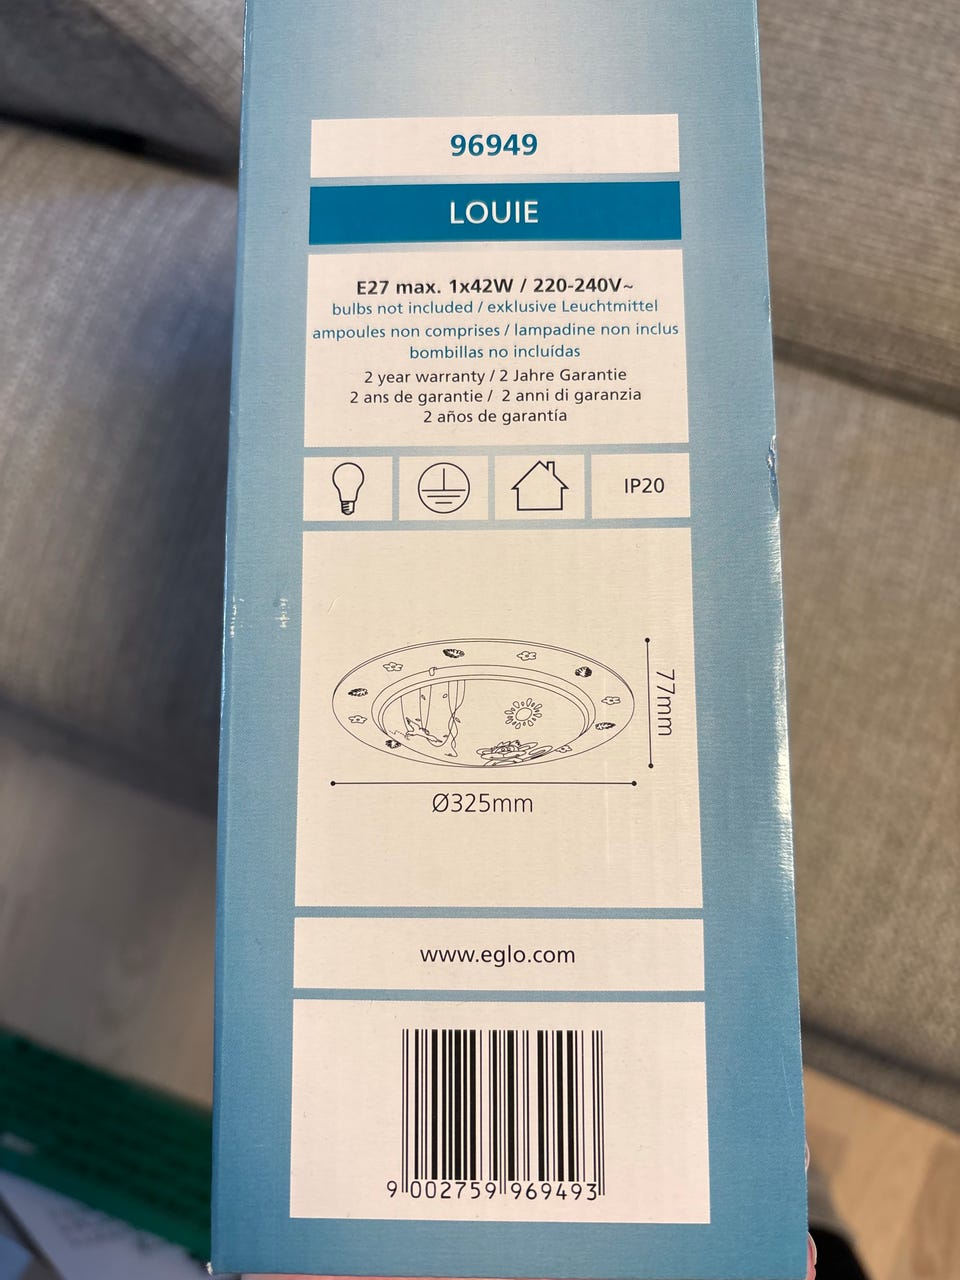 96949
LOUIE
E27 max. 1x42W / 220-240V~
bulbs not included / exklusive Leuchtmittel
ampoules non comprises / lampadine non inclus
bombillas no incluídas
2 year warranty / 2 Jahre Garantie
2 ans de garantie / 2 anni di garanzia
2 años de garantía
IP20
77mm
Ø325mm
www.eglo.com
9 002759 969493